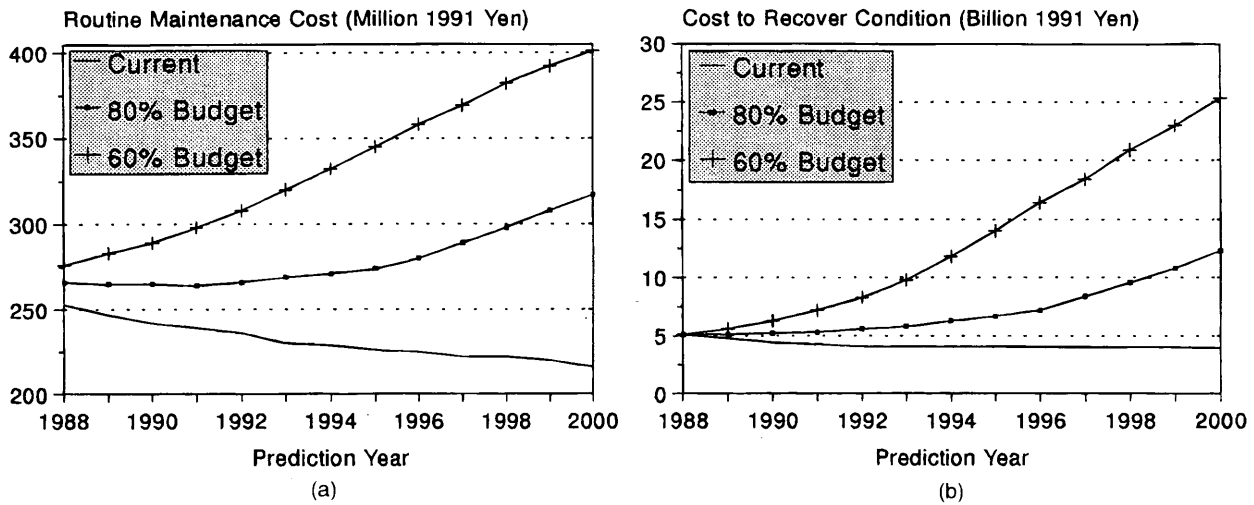 Routine Maintenance Cost (Million 1991 Yen)
400
350
300
250
200
Current
80% Budget
60% Budget
1988 1990 1992 1994 1996 1998 2000
Prediction Year
(a)
Cost to Recover Condition (Billion 1991 Yen)
30
25
20
15
10
5
0
Current
80% Budget
60% Budget
1988 1990 1992 1994 1996 1998 2000
Prediction Year
(b)